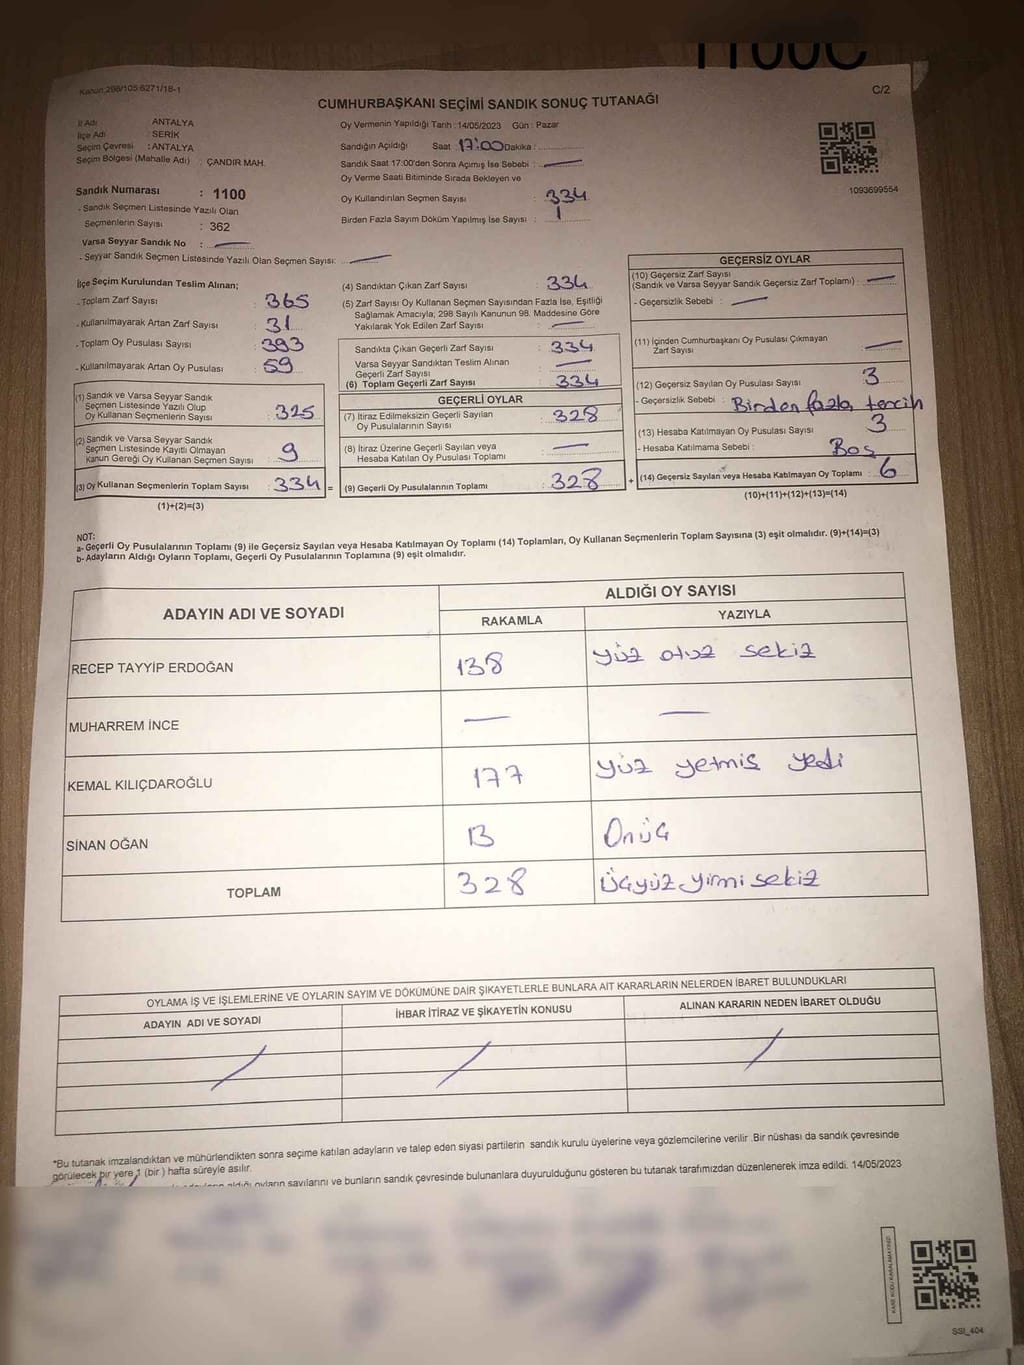 Kanun:298/105:6271/18-1
C/2
CUMHURBAŞKANI SEÇİMİ SANDIK SONUÇ TUTANAĞI
İl Adı : ANTALYA
İlçe Adı : SERİK
Seçim Çevresi : ANTALYA
Seçim Bölgesi (Mahalle Adı) : ÇANDIR MAH.
Sandık Numarası : 1100
- Sandık Seçmen Listesinde Yazılı Olan
Seçmenlerin Sayısı : 362
Varsa Seyyar Sandık No : —
- Seyyar Sandık Seçmen Listesinde Yazılı Olan Seçmen Sayısı: —
Oy Vermenin Yapıldığı Tarih :14/05/2023 Gün : Pazar
Sandığın Açıldığı Saat 17:00 Dakika :
Sandık Saat 17:00'den Sonra Açımış İse Sebebi : —
Oy Verme Saati Bitiminde Sırada Bekleyen ve
Oy Kullandırılan Seçmen Sayısı : 334
Birden Fazla Sayım Döküm Yapılmış İse Sayısı : 1
1093699554
İlçe Seçim Kurulundan Teslim Alınan;
-Toplam Zarf Sayısı : 365
- Kullanılmayarak Artan Zarf Sayısı : 31
- Toplam Oy Pusulası Sayısı : 393
- Kullanılmayarak Artan Oy Pusulası : 59
(1) Sandık ve Varsa Seyyar Sandık
Seçmen Listesinde Yazılı Olup
Oy Kullanan Seçmenlerin Sayısı : 325
(2) Sandık ve Varsa Seyyar Sandık
Seçmen Listesinde Kayıtlı Olmayan
Kanun Gereği Oy Kullanan Seçmen Sayısı : 9
(3) Oy Kullanan Seçmenlerin Toplam Sayısı : 334 =
(1)+(2)=(3)
(4) Sandıktan Çıkan Zarf Sayısı : 334
(5) Zarf Sayısı Oy Kullanan Seçmen Sayısından Fazla İse, Eşitliği
Sağlamak Amacıyla; 298 Sayılı Kanunun 98. Maddesine Göre
Yakılarak Yok Edilen Zarf Sayısı : —
Sandıkta Çıkan Geçerli Zarf Sayısı : 334
Varsa Seyyar Sandıktan Teslim Alınan
Geçerli Zarf Sayısı : —
(6) Toplam Geçerli Zarf Sayısı : 334
GEÇERLİ OYLAR
(7) İtiraz Edilmeksizin Geçerli Sayılan
Oy Pusulasının Sayısı : 328
(8) İtiraz Üzerine Geçerli Sayılan veya
Hesaba Katılan Oy Pusulası Toplamı : —
(9) Geçerli Oy Pusulalarının Toplamı : 328 +
GEÇERSİZ OYLAR
(10) Geçersiz Zarf Sayısı
(Sandık ve Varsa Seyyar Sandık Geçersiz Zarf Toplamı) : —
- Geçersizlik Sebebi : —
(11) İçinden Cumhurbaşkanı Oy Pusulası Çıkmayan
Zarf Sayısı : —
(12) Geçersiz Sayılan Oy Pusulası Sayısı : 3
- Geçersizlik Sebebi : Birden fazla tercih
(13) Hesaba Katılmayan Oy Pusulası Sayısı : 3
- Hesaba Katılmama Sebebi : Boş
(14) Geçersiz Sayılan veya Hesaba Katılmayan Oy Toplamı : 6
(10)+(11)+(12)+(13)=(14)
NOT:
a- Geçerli Oy Pusulalarının Toplamı (9) ile Geçersiz Sayılan veya Hesaba Katılmayan Oy Toplamı (14) Toplamları, Oy Kullanan Seçmenlerin Toplam Sayısına (3) eşit olmalıdır. (9)+(14)=(3)
b- Adayların Aldığı Oyların Toplamı, Geçerli Oy Pusulalarının Toplamına (9) eşit olmalıdır.
ADAYIN ADI VE SOYADI
ALDIĞI OY SAYISI
RAKAMLA YAZIYLA
RECEP TAYYİP ERDOĞAN 138 yüz otuz sekiz
MUHARREM İNCE — —
KEMAL KILIÇDAROĞLU 177 yüz yetmiş yedi
SİNAN OĞAN 13 Onüç
TOPLAM 328 üçyüz yirmi sekiz
OYLAMA İŞ VE İŞLEMLERİNE VE OYLARIN SAYIM VE DÖKÜMÜNE DAİR ŞİKAYETLERLE BUNLARA AİT KARARLARIN NELERDEN İBARET BULUNDUKLARI
ADAYIN ADI VE SOYADI İHBAR İTİRAZ VE ŞİKAYETİN KONUSU ALINAN KARARIN NEDEN İBARET OLDUĞU
*Bu tutanak imzalandıktan ve mühürlendikten sonra seçime katılan adayların ve talep eden siyasi partilerin sandık kurulu üyelerine veya gözlemcilerine verilir .Bir nüshası da sandık çevresinde
görülecek bir yere 1 (bir ) hafta süreyle asılır.
aldığı oyların sayılarını ve bunların sandık çevresinde bulunanlara duyurulduğunu gösteren bu tutanak tarafımızdan düzenlenerek imza edildi. 14/05/2023
SSI_404